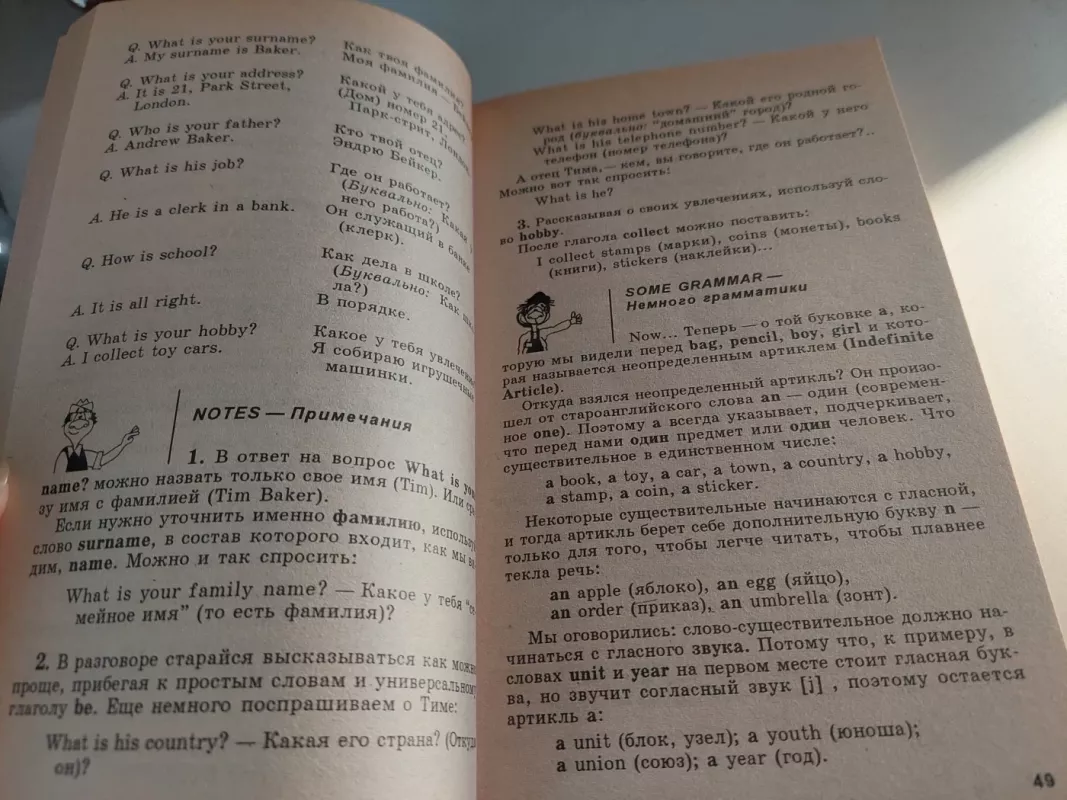 Q. What is your surname?
A. My surname is Baker.
Q. What is your address?
A. It is 21, Park Street,
London.
Q. Who is your father?
A. Andrew Baker.
Q. What is his job?
A. He is a clerk in a bank.
Q. How is school?
A. It is all right.
Q. What is your hobby?
A. I collect toy cars.
Как твоя фамилия?
Моя фамилия —
Какой у тебя адрес?
(Дом) номер 21,
Парк-стрит, Лондон.
Кто твой отец?
Эндрю Бейкер.
Где он работает?
(Буквально: Какая у
него работа?)
Он служащий в банке
(клерк).
Как дела в школе?
(Буквально: Как
ла?)
В порядке.
Какое у тебя увлечение
Я собираю игрушечные
машинки.
NOTES — Примечания
1. В ответ на вопрос What is your
name? можно назвать только свое имя (Tim). Или
зу имя с фамилией (Tim Baker).
Если нужно уточнить именно фамилию, используй
слово surname, в состав которого входит, как мы
дим, name. Можно и так спросить:
What is your family name? — Какое у тебя "се
мейное имя" (то есть фамилия)?
2. В разговоре старайся высказываться как можно
проще, прибегая к простым словам и универсальному
глаголу be. Еще немного поспрашиваем о Тиме:
What is his country? — Какая его страна? (Откуда
он)?
What is his home town? — Какой его родной го-
род (буквально: "домашний" город)?
What is his telephone number? — Какой у него
телефон (номер телефона)?
А отец Тима,— кем, вы говорите, где он работает?..
Можно вот так спросить:
What is he?
3. Рассказывая о своих увлечениях, используй сло-
во hobby.
После глагола collect можно поставить:
I collect stamps (марки), coins (монеты), books
(книги), stickers (наклейки)...
SOME GRAMMAR —
Немного грамматики
Now... Теперь — о той буковке a, ко-
торую мы видели перед bag, pencil, boy, girl и кото-
рая называется неопределенным артиклем (Indefinite
Article).
Откуда взялся неопределенный артикль? Он произо-
шел от староанглийского слова an — один (современ-
ное one). Поэтому a всегда указывает, подчеркивает,
что перед нами один предмет или один человек. Что
существительное в единственном числе:
a book, a toy, a car, a town, a country, a hobby,
a stamp, a coin, a sticker.
Некоторые существительные начинаются с гласной,
и тогда артикль берет себе дополнительную букву n —
только для того, чтобы легче читать, чтобы плавнее
текла речь:
an apple (яблоко), an egg (яйцо),
an order (приказ), an umbrella (зонт).
Мы оговорились: слово-существительное должно на-
чинаться с гласного звука. Потому что, к примеру, в
словах unit и year на первом месте стоит гласная бук-
ва, но звучит согласный звук [j] , поэтому остается
артикль a:
a unit (блок, узел); a youth (юноша);
a union (союз); a year (год).
49